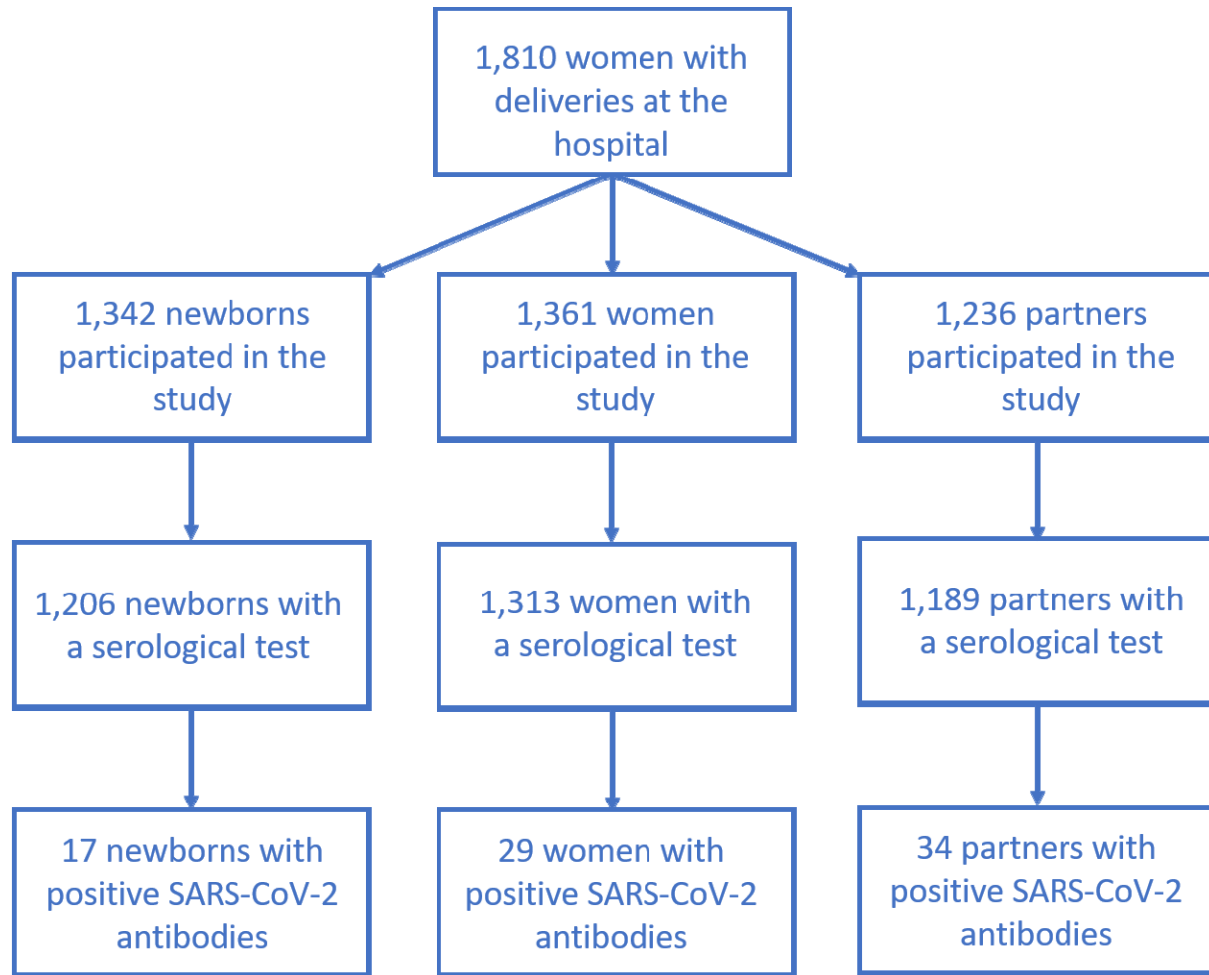 1,810 women with
deliveries at the
hospital
1,342 newborns
participated in the
study
1,361 women
participated in the
study
1,236 partners
participated in the
study
1,206 newborns with
a serological test
1,313 women with
a serological test
1,189 partners with
a serological test
17 newborns with
positive SARS-CoV-2
antibodies
29 women with
positive SARS-CoV-2
antibodies
34 partners with
positive SARS-CoV-2
antibodies